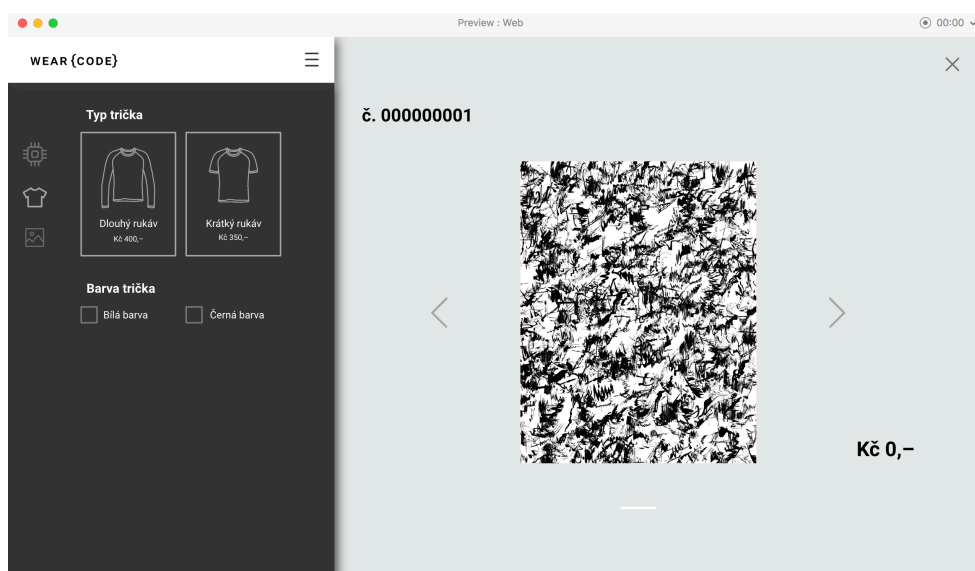 Preview : Web
00:00
WEAR {CODE}
Typ trička
Dlouhý rukáv
Kč 400,–
Krátký rukáv
Kč 350,–
Barva trička
Bílá barva
Černá barva
č. 000000001
Kč 0,–